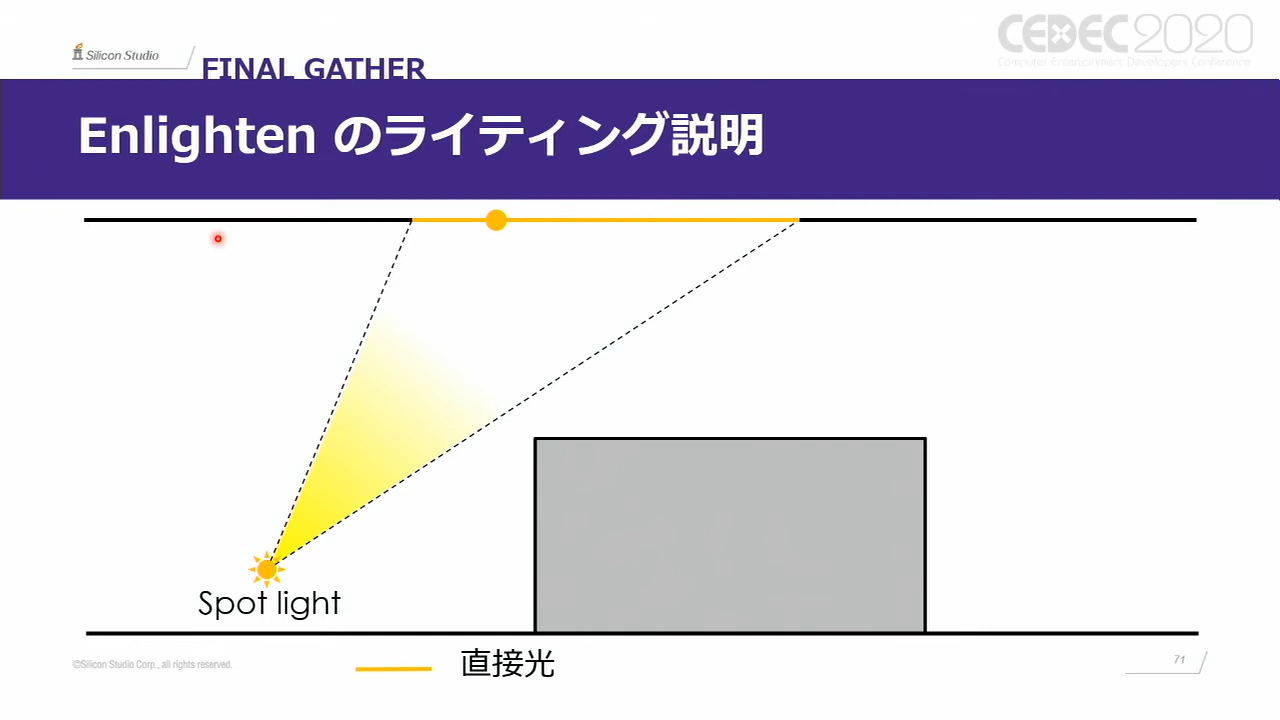 CEDEC2020
Computer Entertainment Developers Conference
Silicon Studio
FINAL GATHER
Enlighten のライティング説明
Spot light
©Silicon Studio Corp., all rights reserved.
直接光
71